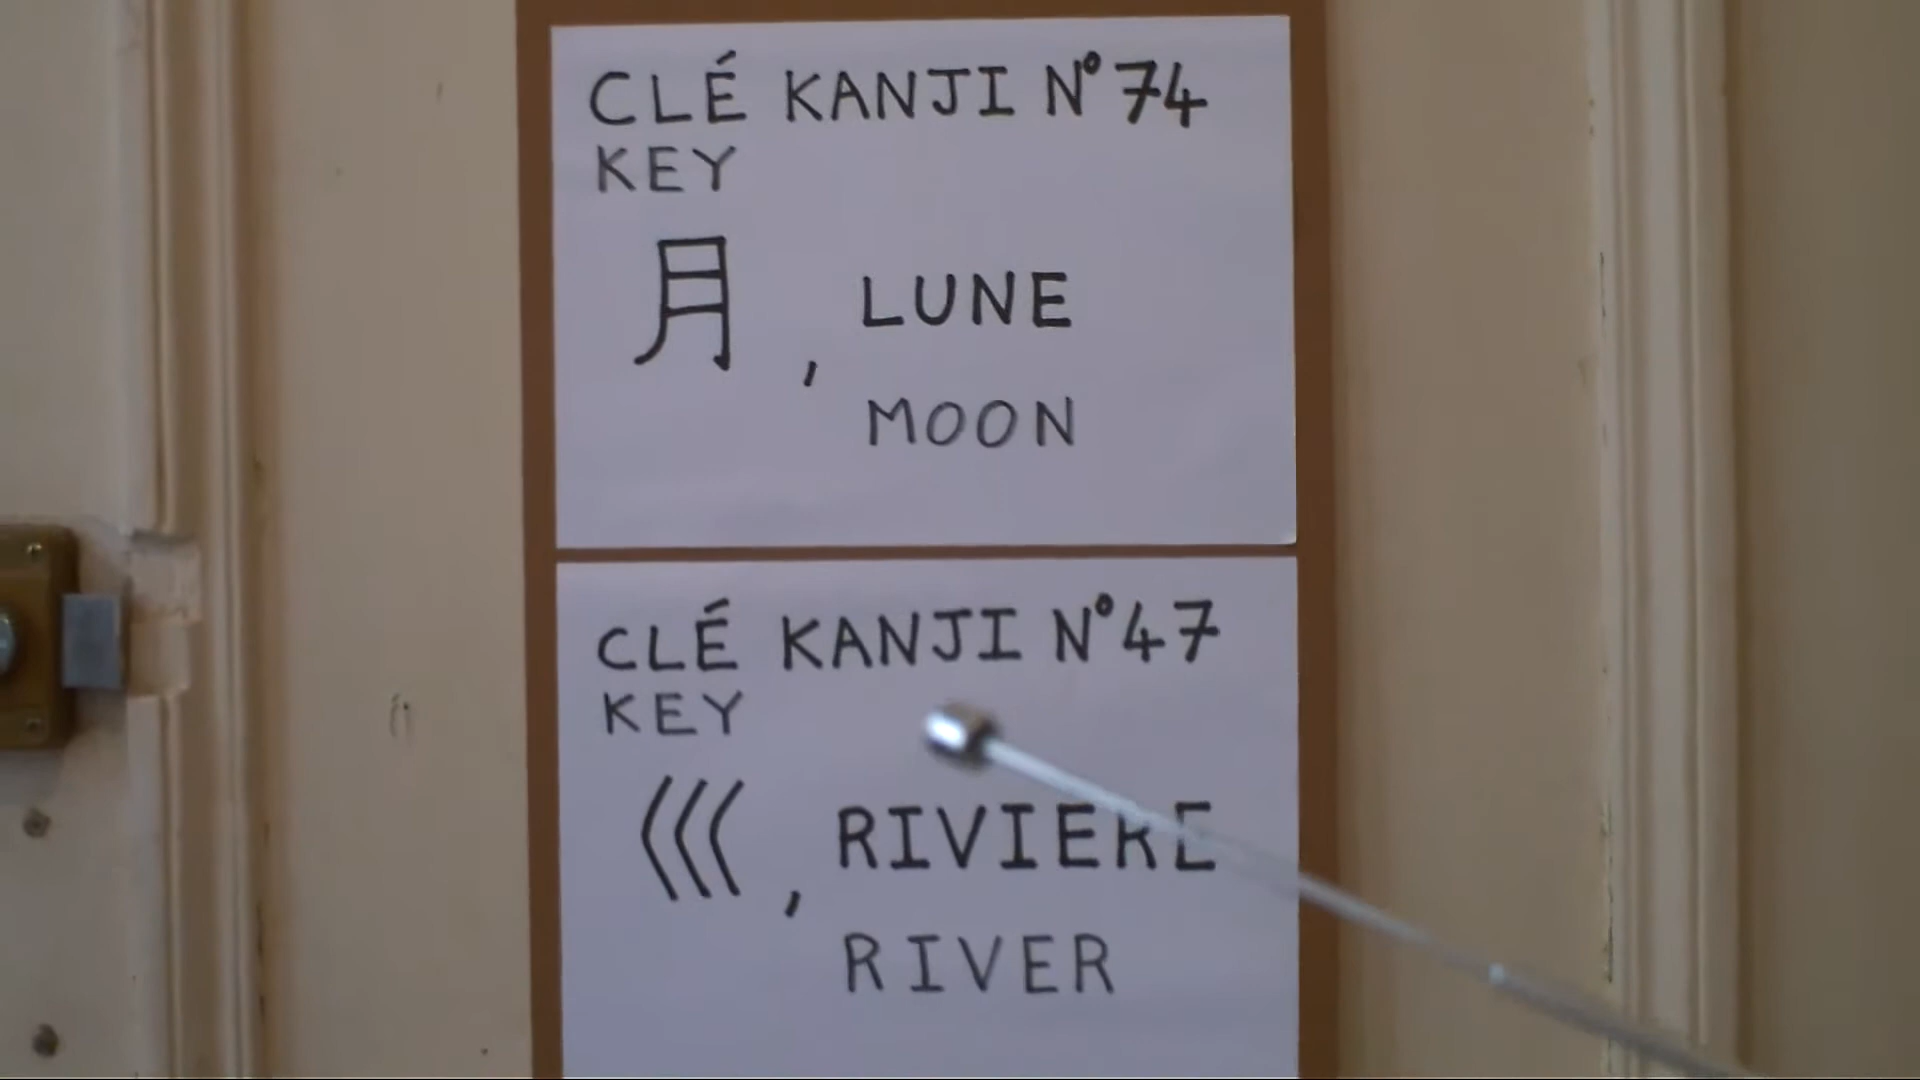 CLÉ KANJI N°74
KEY
月, LUNE
MOON
CLÉ KANJI N°47
KEY
巛, RIVIERE
RIVER